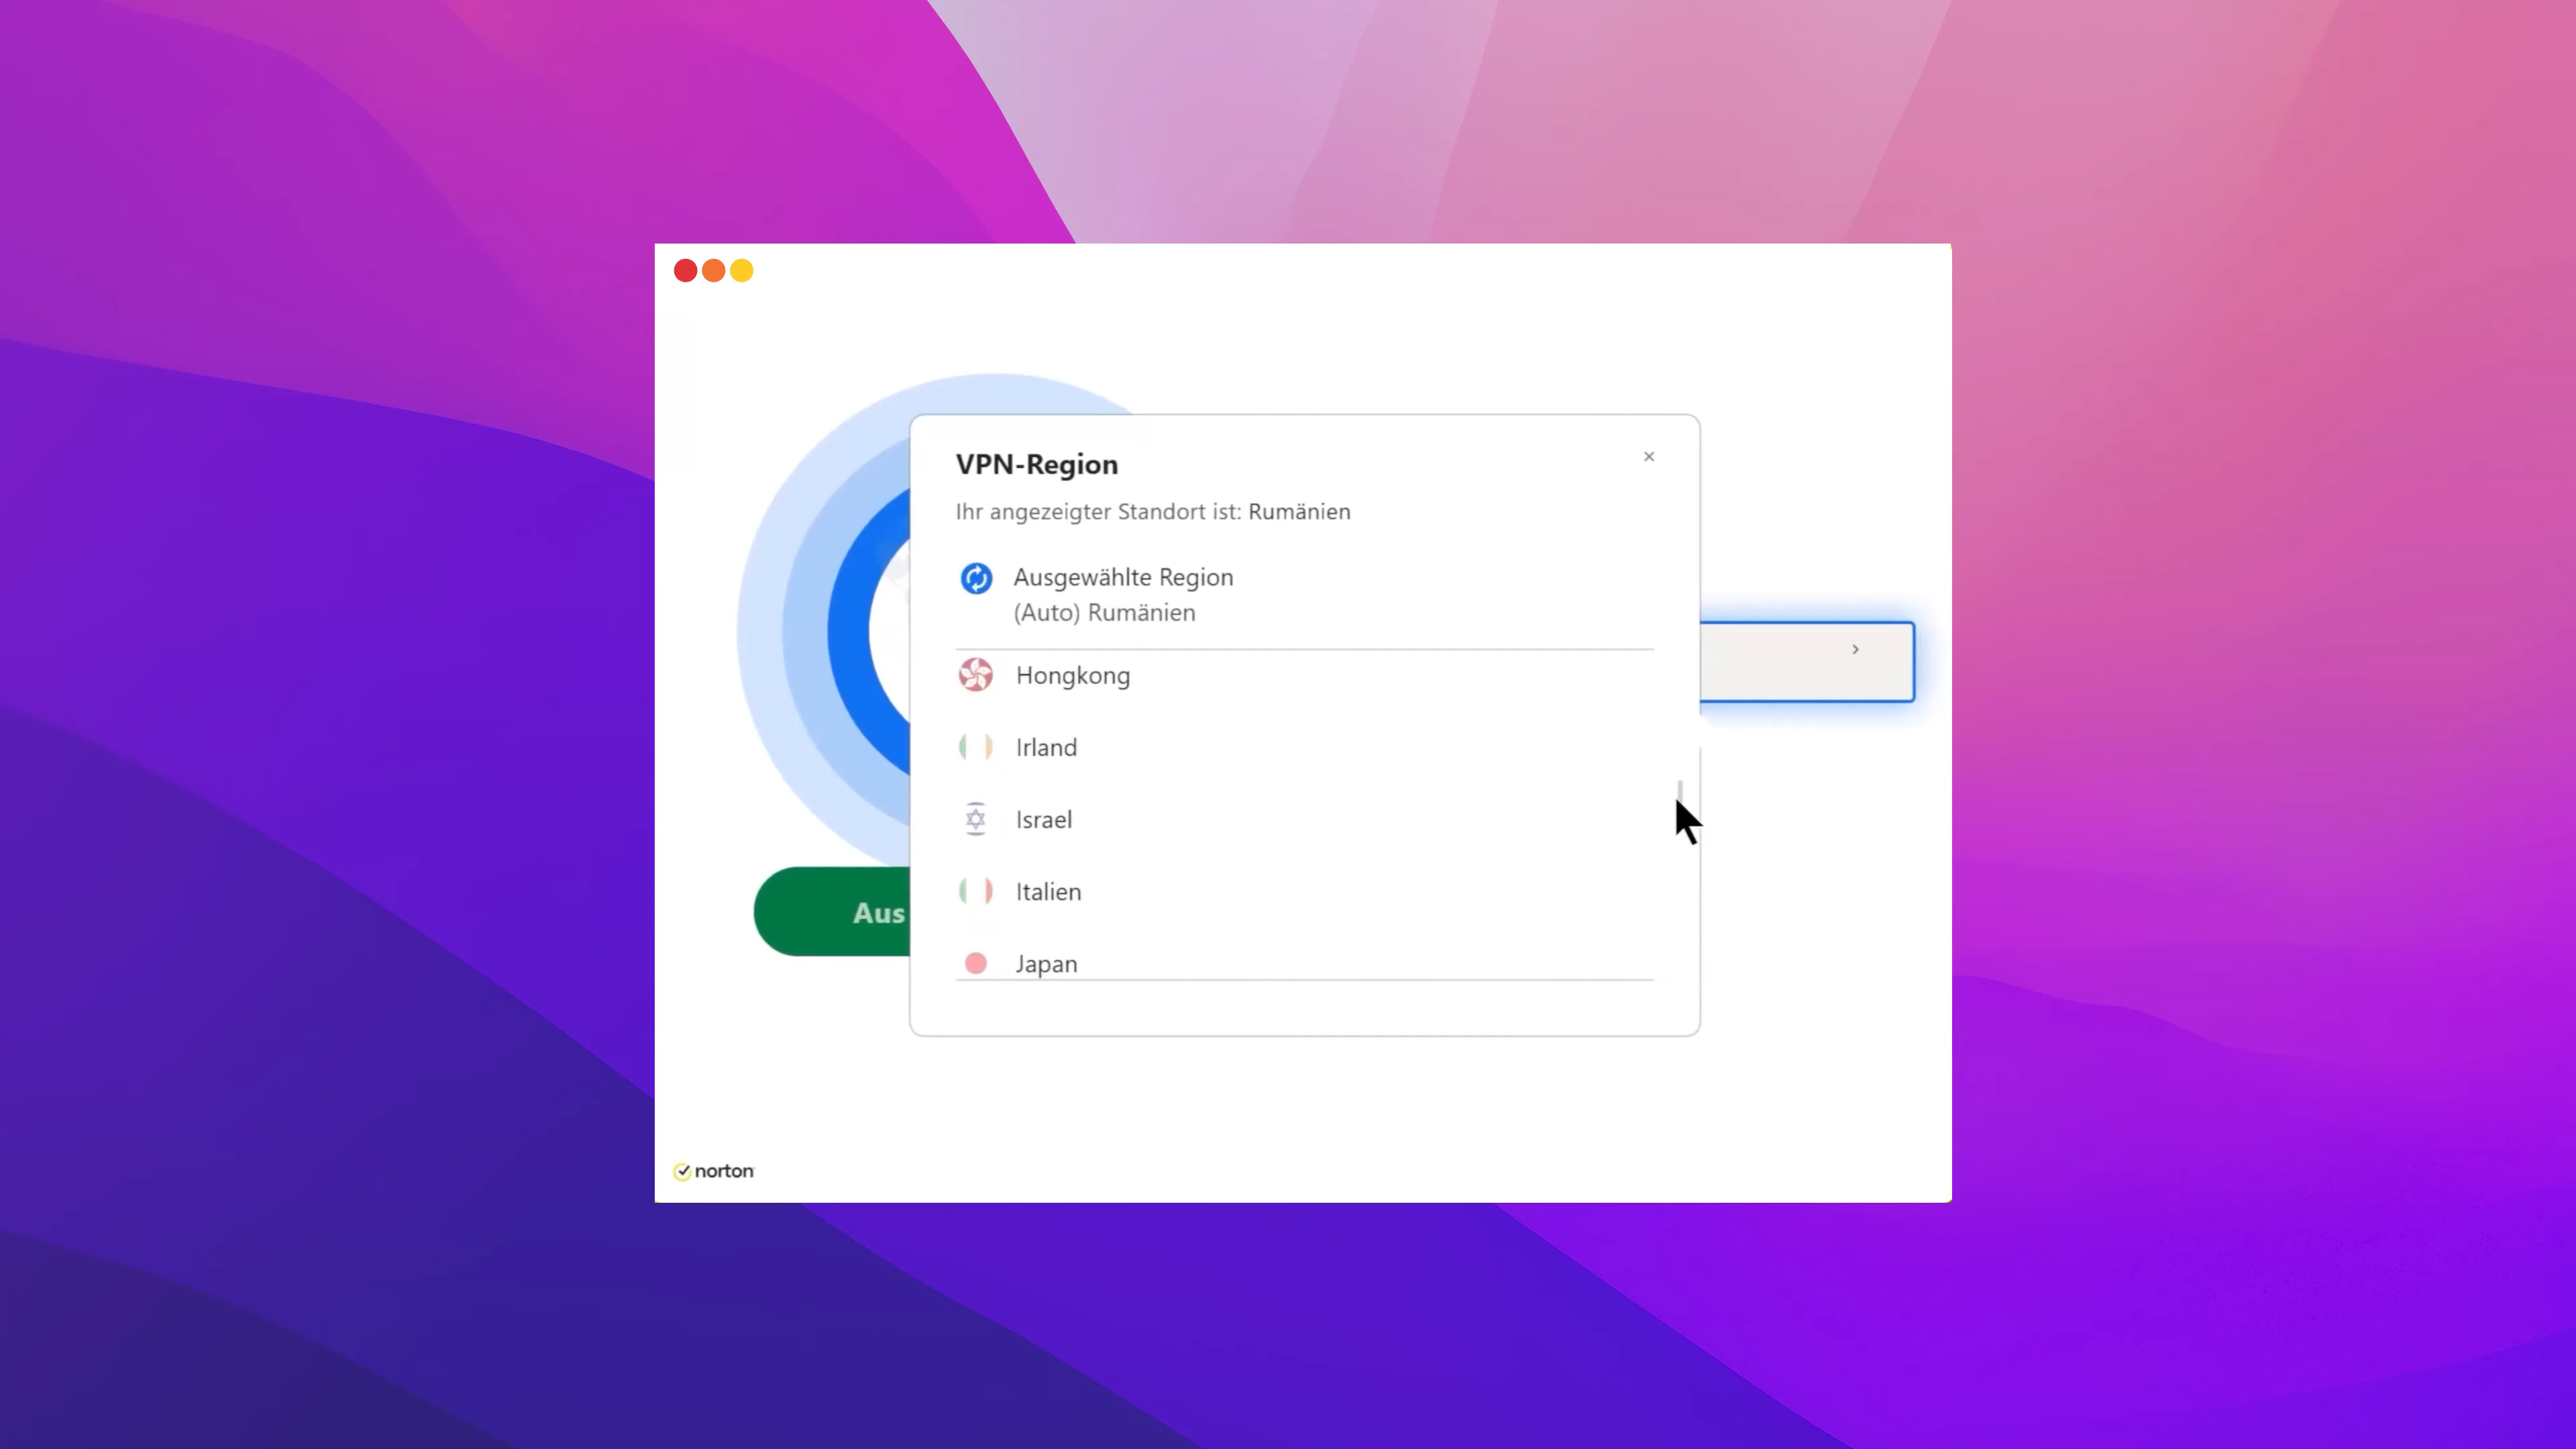 VPN-Region
Ihr angezeigter Standort ist: Rumänien
Ausgewählte Region
(Auto) Rumänien
Hongkong
Irland
Israel
Italien
Aus
Japan
norton